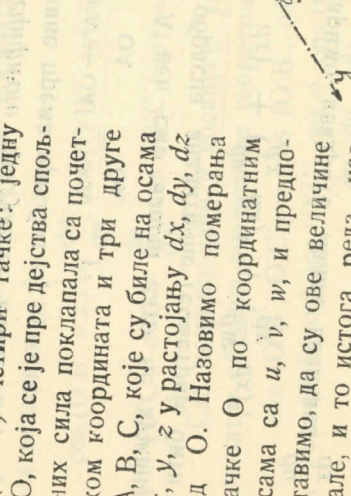 тачке: једну
О, која се је пре дејства спољ-
них сила поклапала са почет-
ком координата и три друге
А, В, С, које су биле на осама
y, z у растојању dx, dy, dz
О. Назовимо померања
тачке О по координатним
осама са u, v, w, и предпо-
ставимо, да су ове величине
мале, и то истога реда
y